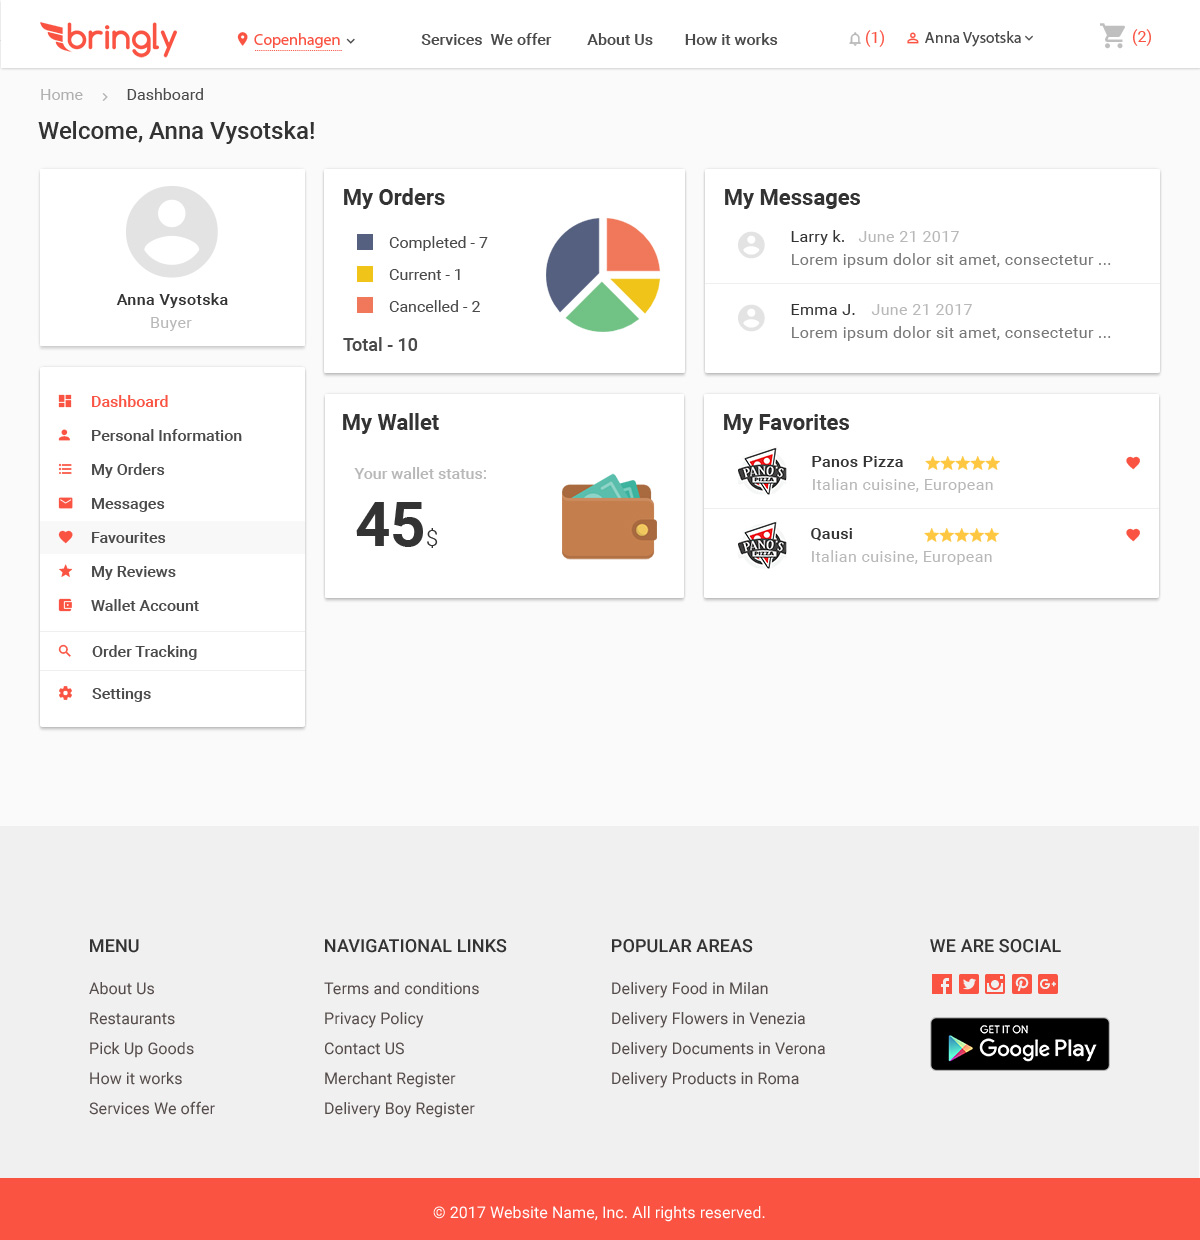 bringly
Copenhagen
Services We offer
About Us
How it works
(1)
Anna Vysotska
(2)
Home > Dashboard
Welcome, Anna Vysotska!
Anna Vysotska
Buyer
Dashboard
Personal Information
My Orders
Messages
Favourites
My Reviews
Wallet Account
Order Tracking
Settings
My Orders
Completed - 7
Current - 1
Cancelled - 2
Total - 10
My Messages
Larry k. June 21 2017
Lorem ipsum dolor sit amet, consectetur ...
Emma J. June 21 2017
Lorem ipsum dolor sit amet, consectetur ...
My Wallet
Your wallet status:
45$
My Favorites
PANO'S
PIZZA
Panos Pizza
Italian cuisine, European
PANO'S
PIZZA
Qausi
Italian cuisine, European
MENU
About Us
Restaurants
Pick Up Goods
How it works
Services We offer
NAVIGATIONAL LINKS
Terms and conditions
Privacy Policy
Contact US
Merchant Register
Delivery Boy Register
POPULAR AREAS
Delivery Food in Milan
Delivery Flowers in Venezia
Delivery Documents in Verona
Delivery Products in Roma
WE ARE SOCIAL
GET IT ON
Google Play
© 2017 Website Name, Inc. All rights reserved.